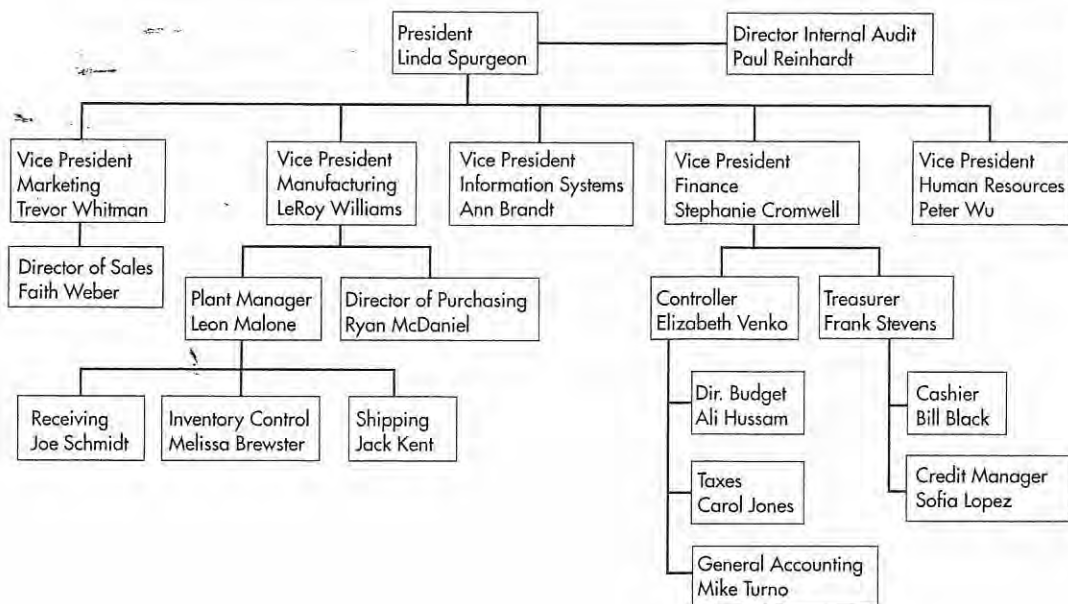 President
Linda Spurgeon
Director Internal Audit
Paul Reinhardt
Vice President
Marketing
Trevor Whitman
Vice President
Manufacturing
LeRoy Williams
Vice President
Information Systems
Ann Brandt
Vice President
Finance
Stephanie Cromwell
Vice President
Human Resources
Peter Wu
Director of Sales
Faith Weber
Plant Manager
Leon Malone
Director of Purchasing
Ryan McDaniel
Controller
Elizabeth Venko
Treasurer
Frank Stevens
Receiving
Joe Schmidt
Inventory Control
Melissa Brewster
Shipping
Jack Kent
Dir. Budget
Ali Hussam
Cashier
Bill Black
Taxes
Carol Jones
Credit Manager
Sofia Lopez
General Accounting
Mike Turno